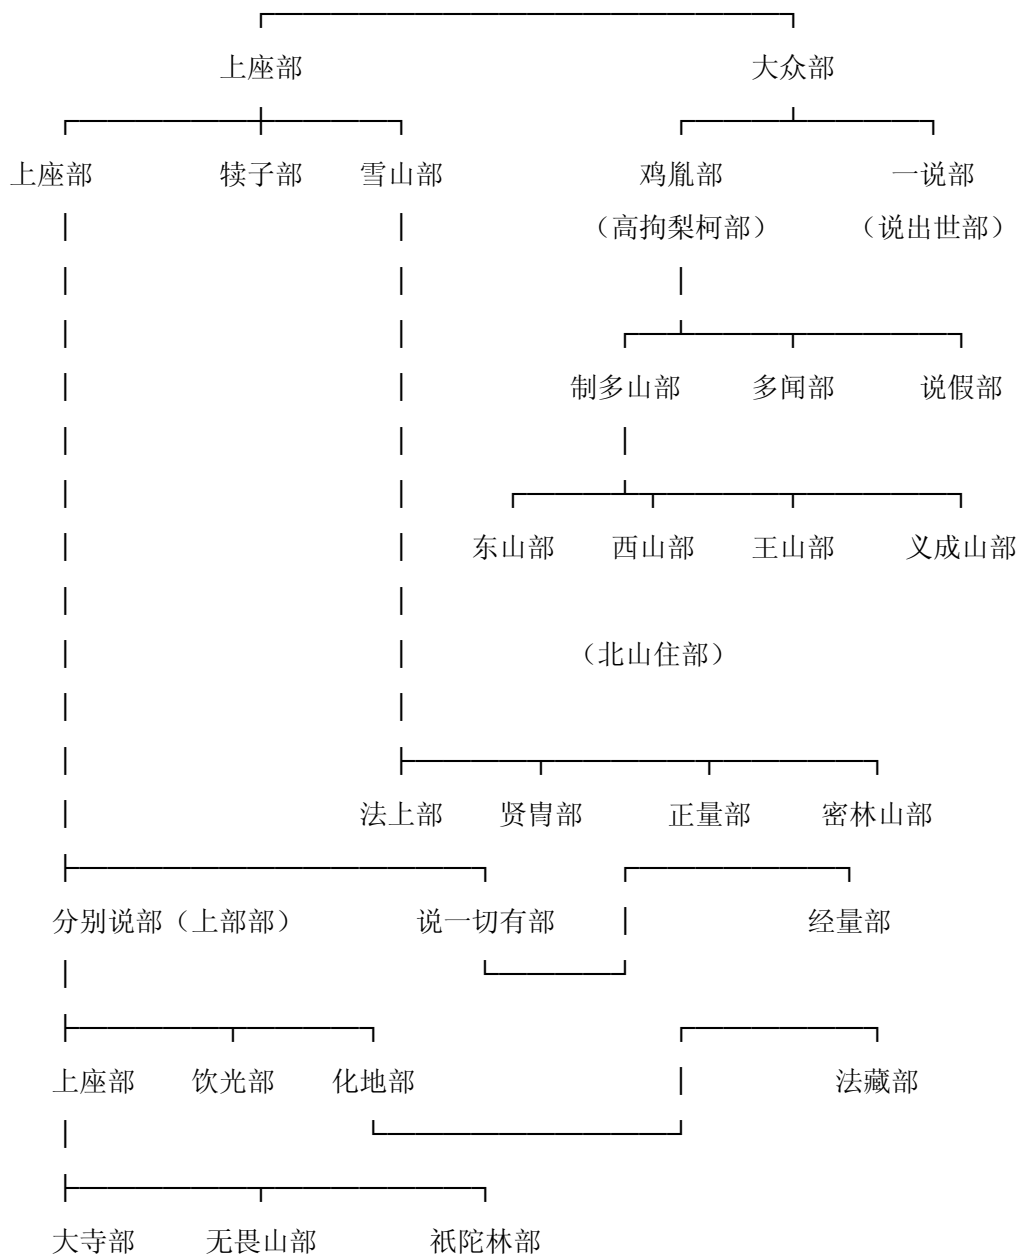 上座部 大众部
上座部 犊子部 雪山部 鸡胤部 一说部
（高拘梨柯部） （说出世部）
制多山部 多闻部 说假部
东山部 西山部 王山部 义成山部
（北山住部）
法上部 贤胄部 正量部 密林山部
分别说部（上部部） 说一切有部 经量部
上座部 饮光部 化地部 法藏部
大寺部 无畏山部 祇陀林部